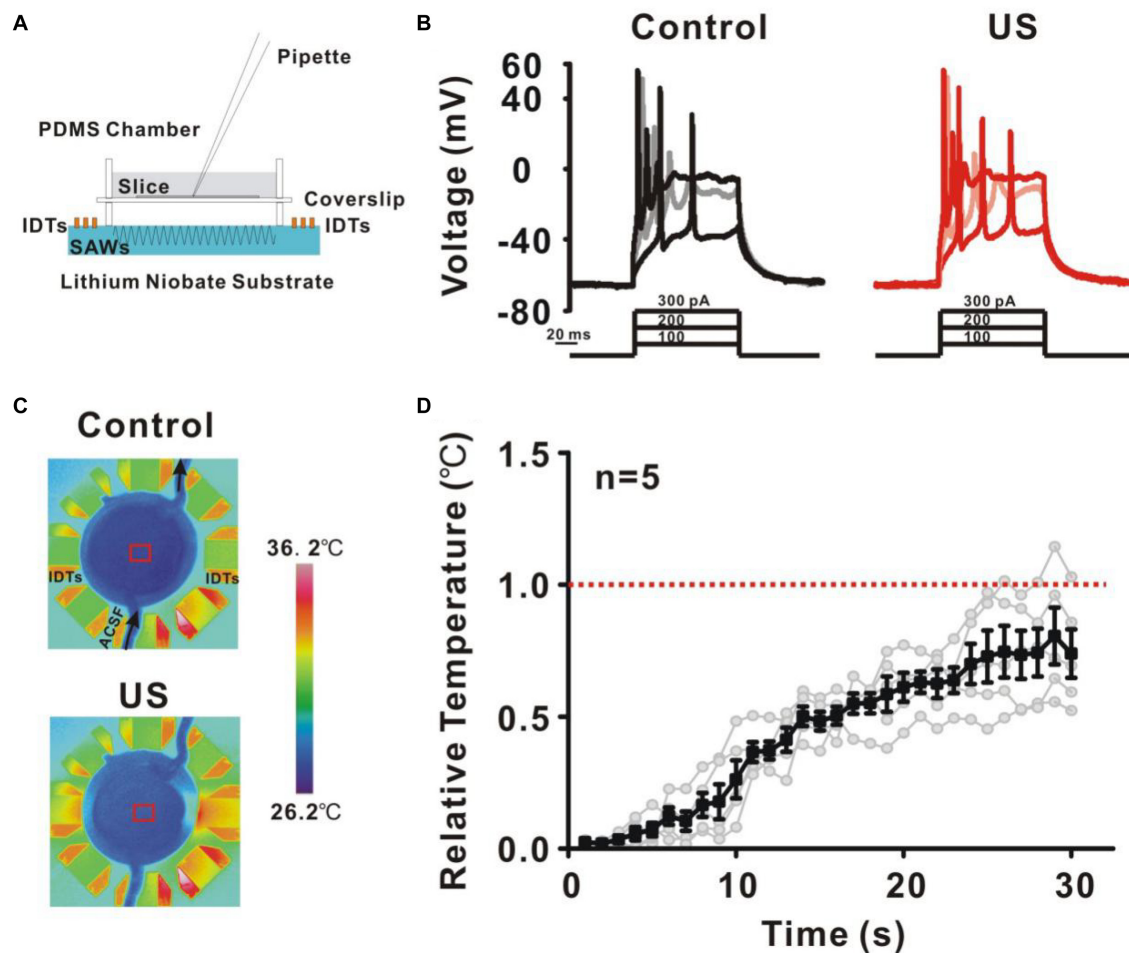 A
Pipette
PDMS Chamber
Slice
Coverslip
IDTs
IDTs
SAWs
Lithium Niobate Substrate
B
Control
US
Voltage (mV)
60
40
0
-40
-80
20 ms
300 pA
200
100
300 pA
200
100
C
Control
IDTs
IDTs
ACSF
US
36. 2°C
26.2°C
D
Relative Temperature (°C)
1.5
1.0
0.5
0.0
n=5
0
10
20
30
Time (s)